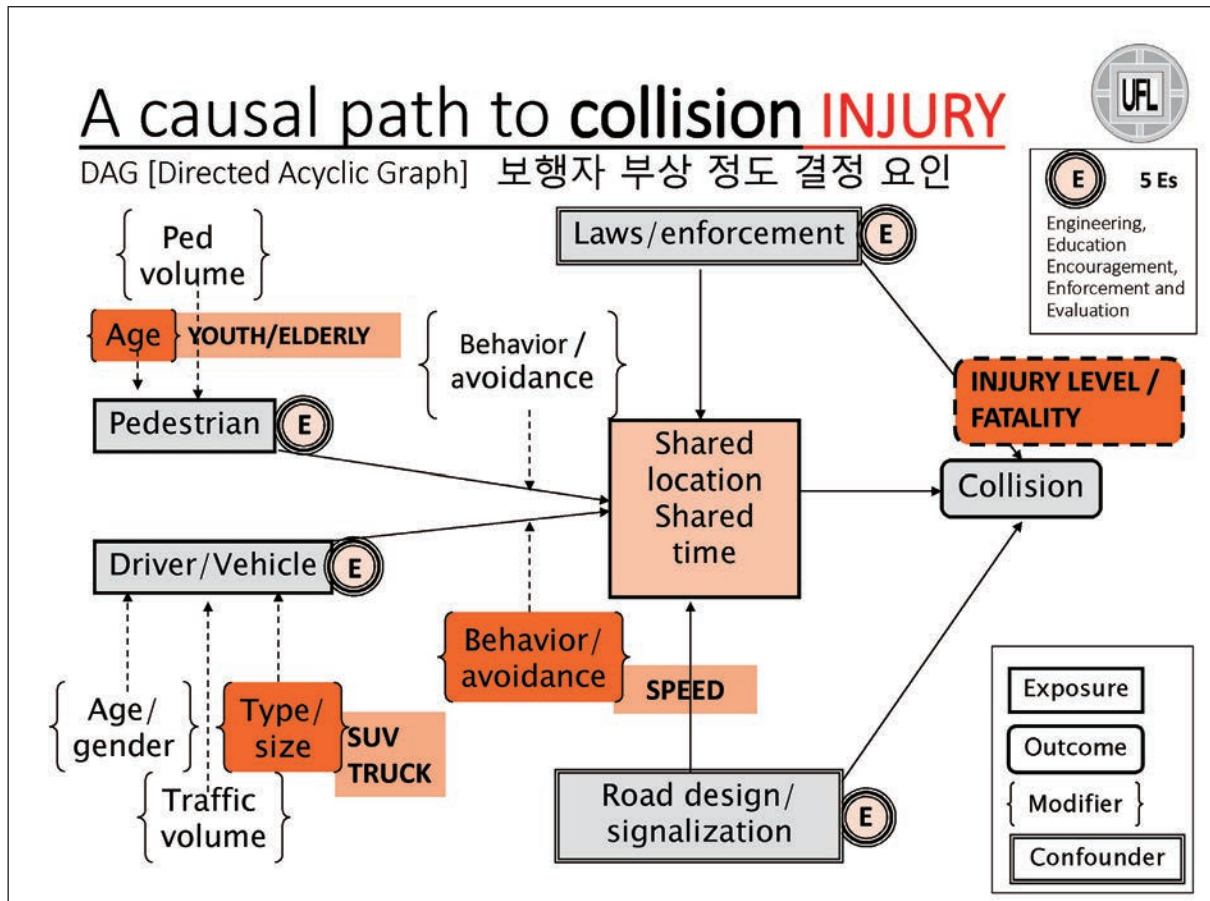 A causal path to collision INJURY
UFL
DAG [Directed Acyclic Graph] 보행자 부상 정도 결정 요인
E 5 Es
Engineering,
Education
Encouragement,
Enforcement and
Evaluation
Ped
volume
Laws/enforcement E
Age YOUTH/ELDERLY
Behavior/
avoidance
INJURY LEVEL /
FATALITY
Pedestrian E
Shared
location
Shared
time
Collision
Driver/Vehicle E
Behavior/
avoidance
SPEED
Age/
gender
Type/
size
SUV
TRUCK
Traffic
volume
Road design/
signalization
E
Exposure
Outcome
Modifier
Confounder